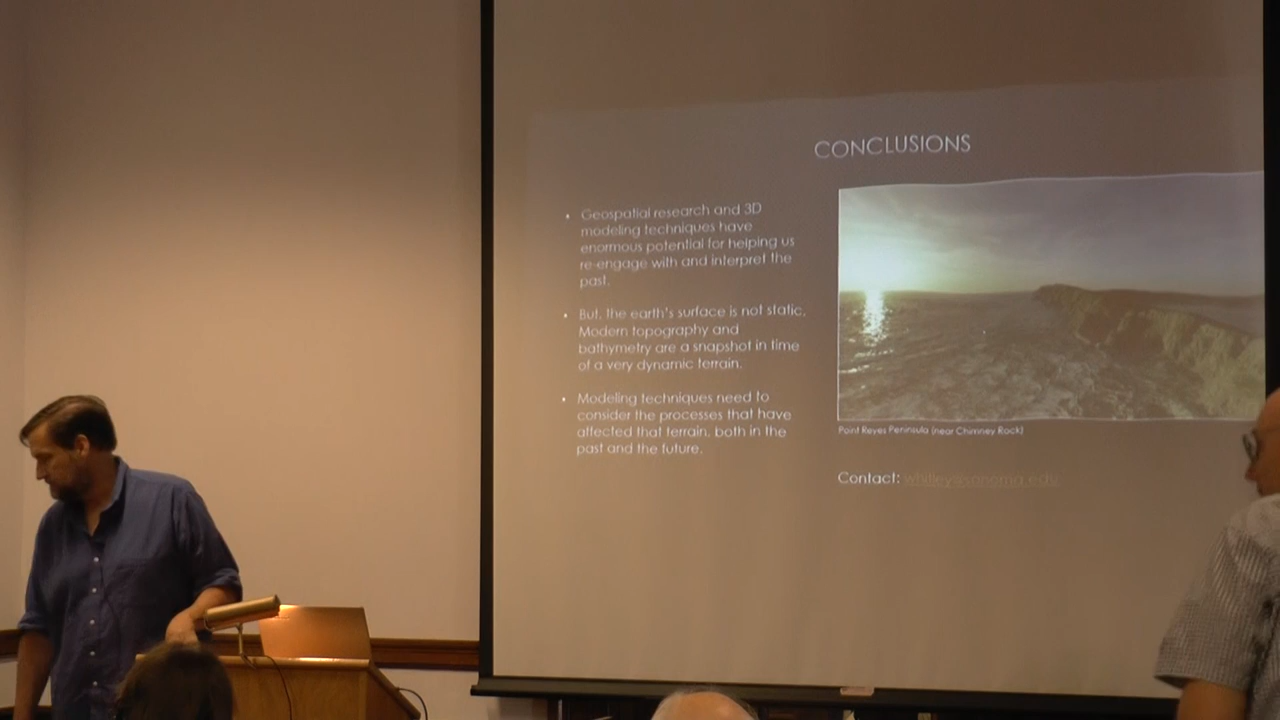 CONCLUSIONS
• Geospatial research and 3D
modeling techniques have
enormous potential for helping us
re-engage with and interpret the
past.
• But, the earth's surface is not static.
Modern topography and
bathymetry are a snapshot in time
of a very dynamic terrain.
• Modeling techniques need to
consider the processes that have
affected that terrain, both in the
past and the future.
Point Reyes Peninsula (near Chimney Rock)
Contact: whitley@sonoma.edu